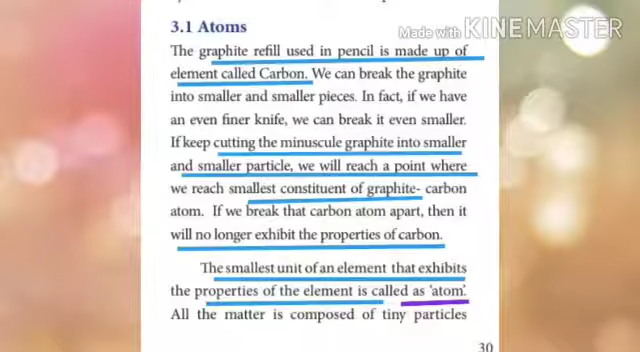 Made with KINEMASTER
3.1 Atoms
The graphite refill used in pencil is made up of
element called Carbon. We can break the graphite
into smaller and smaller pieces. In fact, if we have
an even finer knife, we can break it even smaller.
If keep cutting the minuscule graphite into smaller
and smaller particle, we will reach a point where
we reach smallest constituent of graphite- carbon
atom. If we break that carbon atom apart, then it
will no longer exhibit the properties of carbon.
The smallest unit of an element that exhibits
the properties of the element is called as 'atom'.
All the matter is composed of tiny particles
30